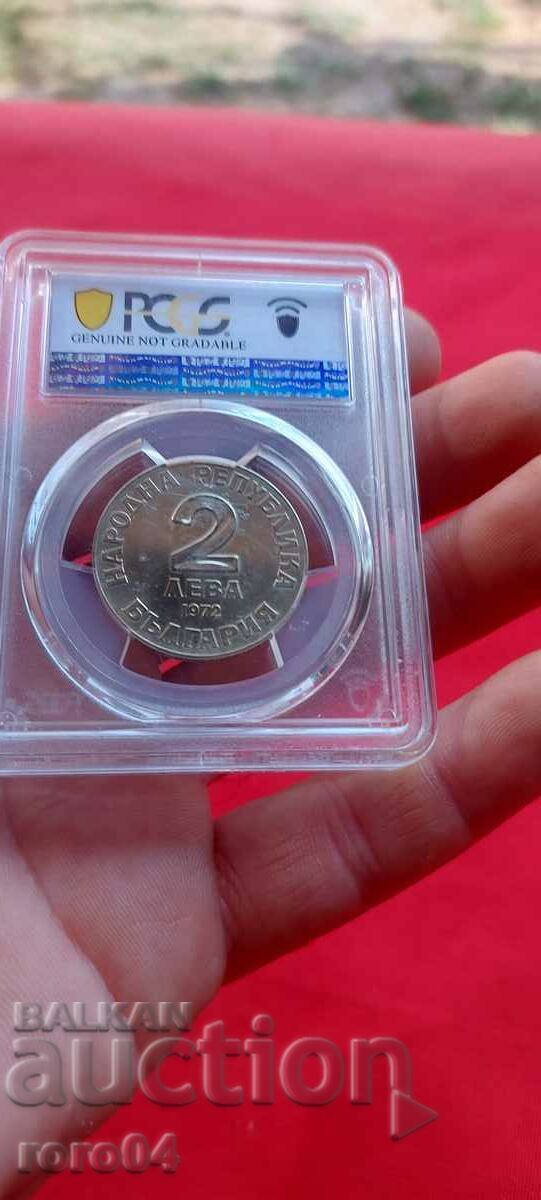 PCGS
GENUINE NOT GRADABLE
НАРОДНА РЕПУБЛИКА
2
ЛЕВА
1972
БЪЛГАРИЯ
BALKAN
auction
roro04